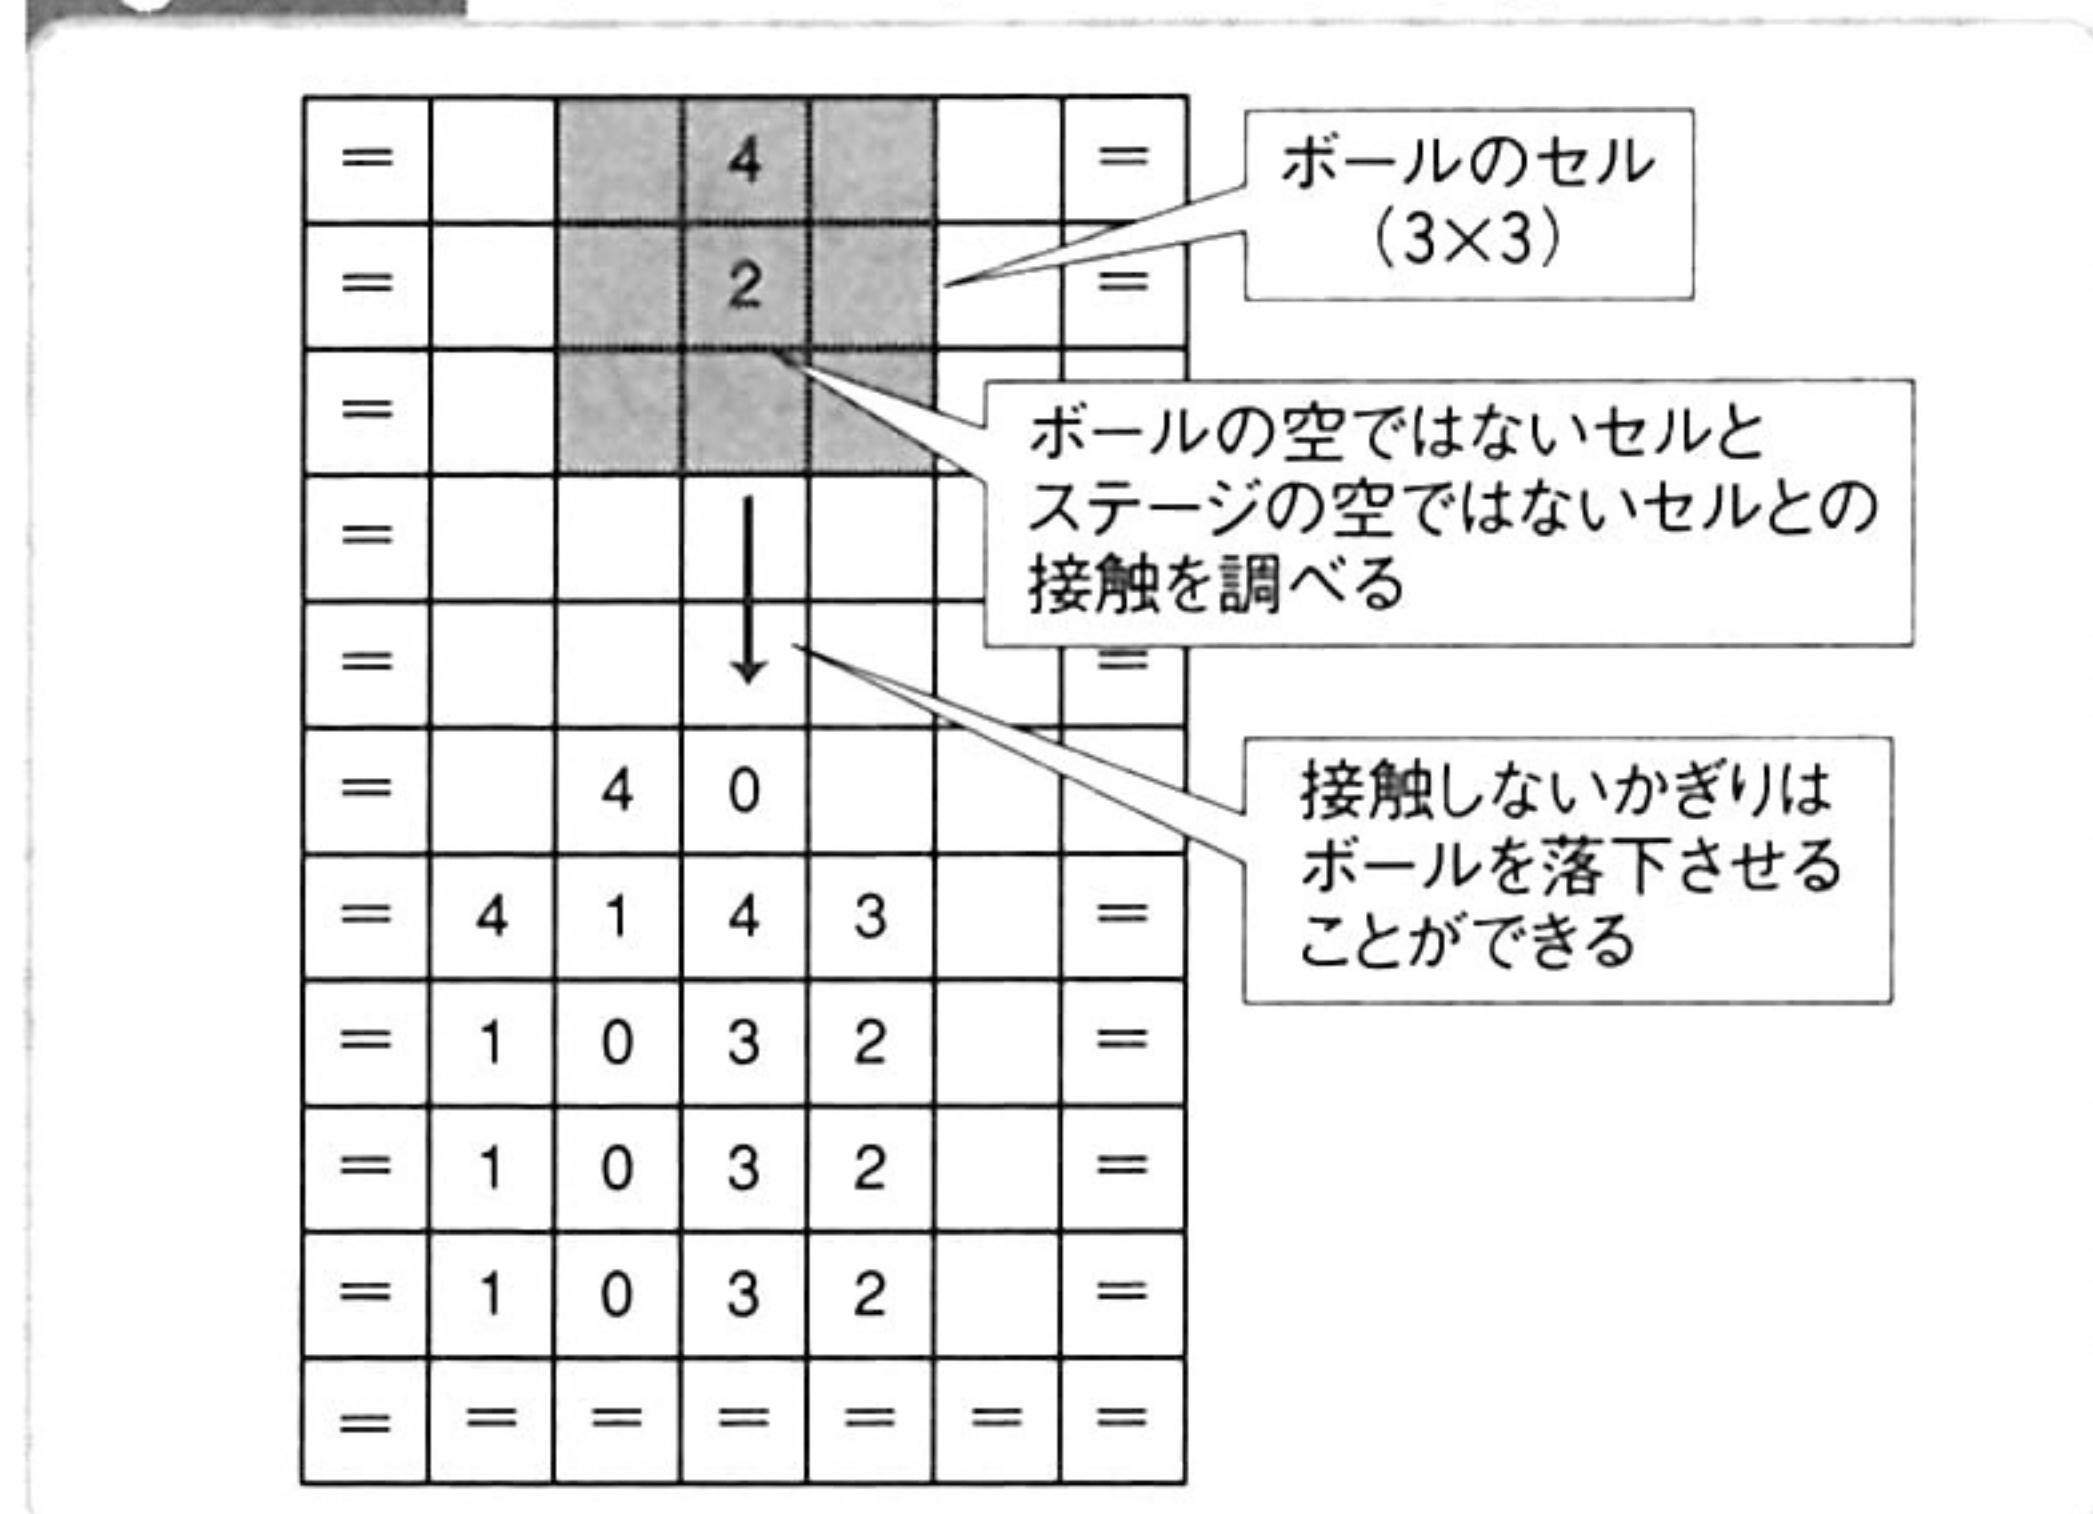 = 4 =
ボールのセル
(3×3)
= 2 =
=
ボールの空ではないセルと
ステージの空ではないセルとの
接触を調べる
=
= =
= 4 0
接触しないかぎりは
ボールを落下させる
ことができる
= 4 1 4 3 =
= 1 0 3 2 =
= 1 0 3 2 =
= 1 0 3 2 =
= = = = = = =